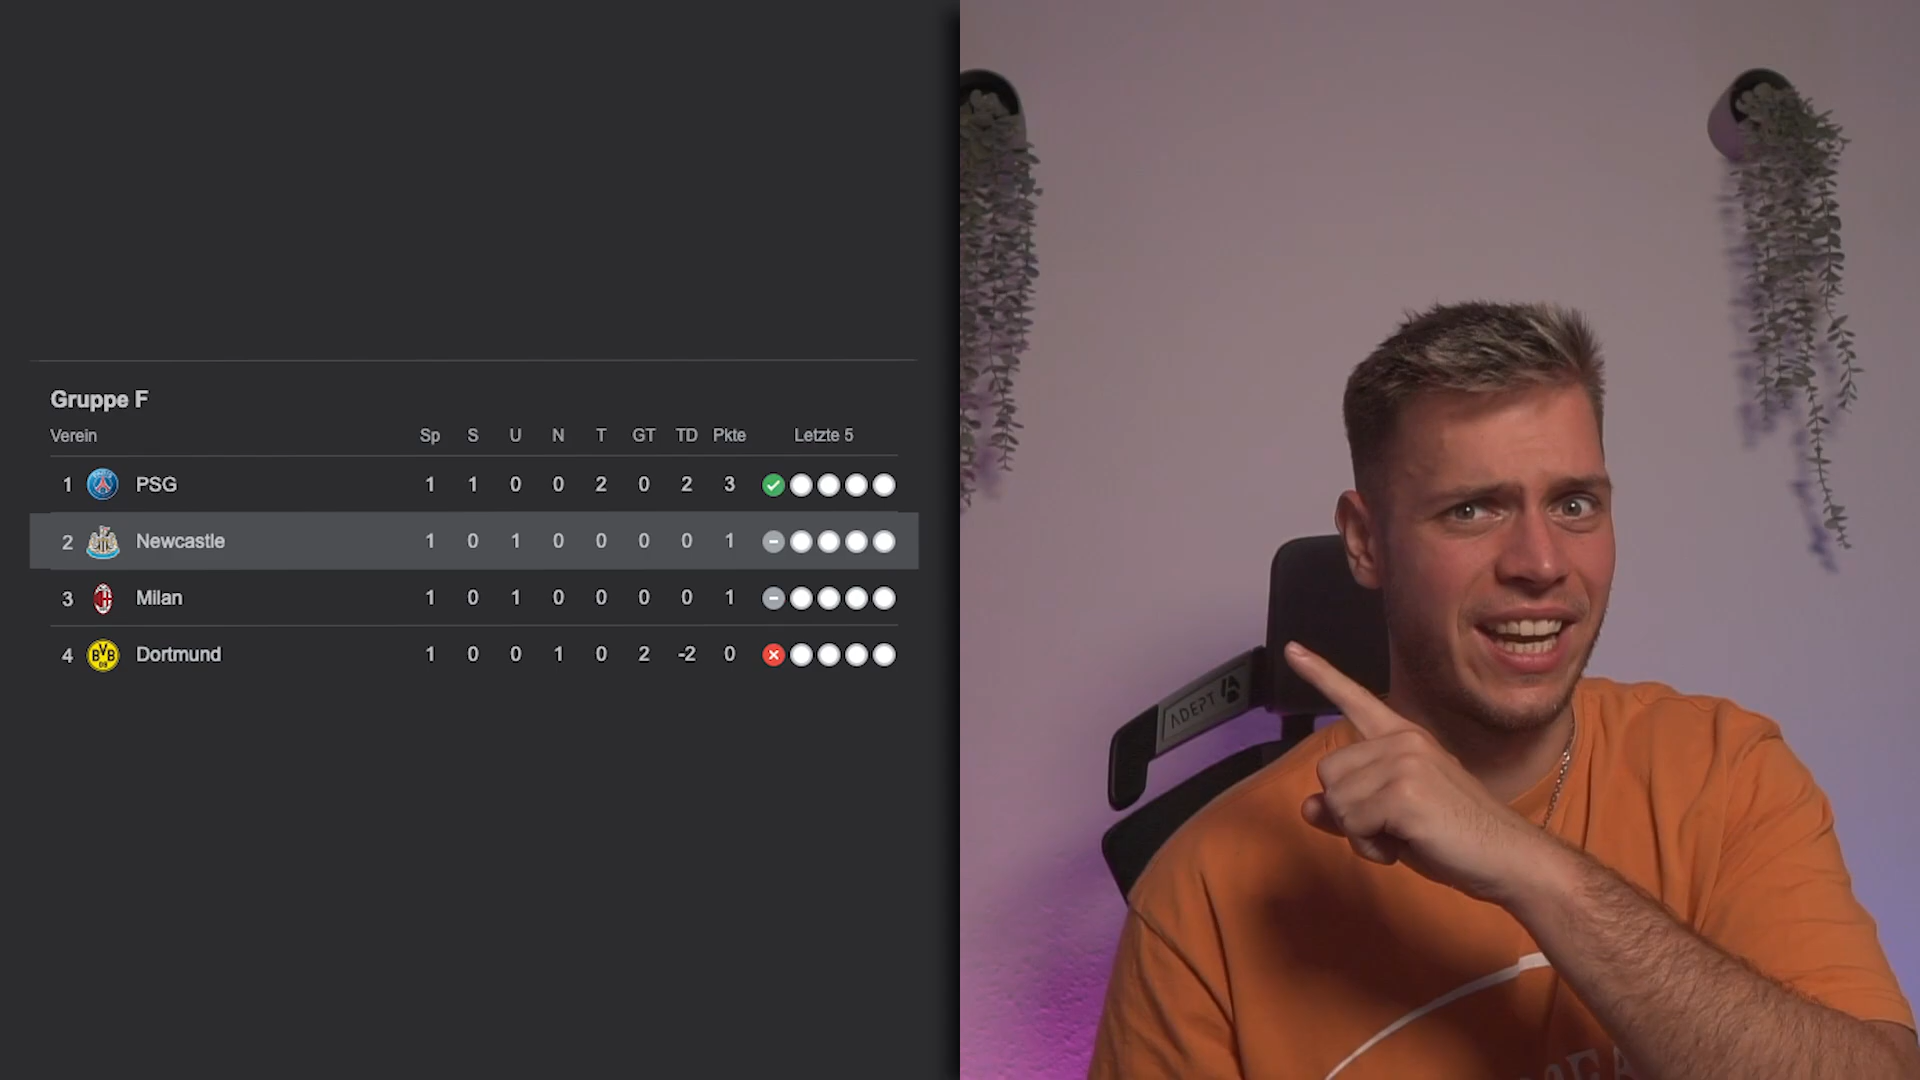 Gruppe F
Verein Sp S U N T GT TD Pkte Letzte 5
1 PSG 1 1 0 0 2 0 2 3
2 Newcastle 1 0 1 0 0 0 0 1
3 Milan 1 0 1 0 0 0 0 1
4 BVB 09 Dortmund 1 0 0 1 0 2 -2 0
ADEPT